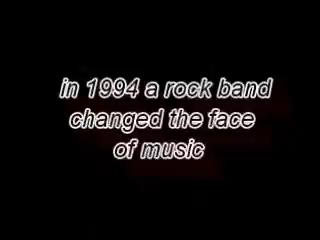 in 1994 a rock band
changed the face
of music